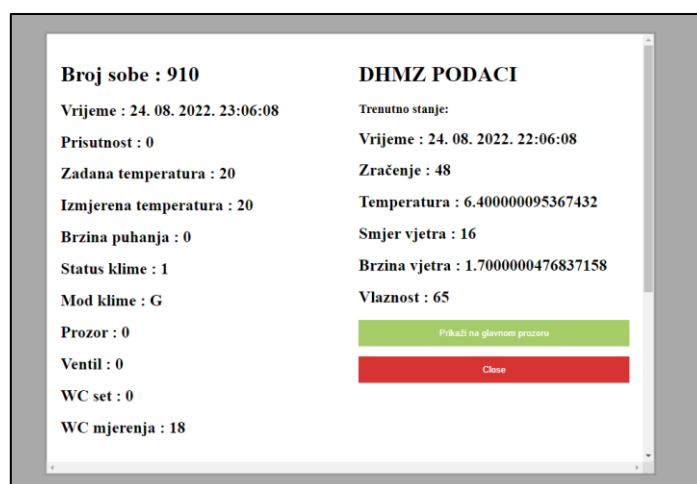 Broj sobe : 910
Vrijeme : 24. 08. 2022. 23:06:08
Prisutnost : 0
Zadana temperatura : 20
Izmjerena temperatura : 20
Brzina puhanja : 0
Status klime : 1
Mod klime : G
Prozor : 0
Ventil : 0
WC set : 0
WC mjerenja : 18
DHMZ PODACI
Trenutno stanje:
Vrijeme : 24. 08. 2022. 22:06:08
Zračenje : 48
Temperatura : 6.400000095367432
Smjer vjetra : 16
Brzina vjetra : 1.7000000476837158
Vlaznost : 65
Prikaži na glavnom prozoru
Close